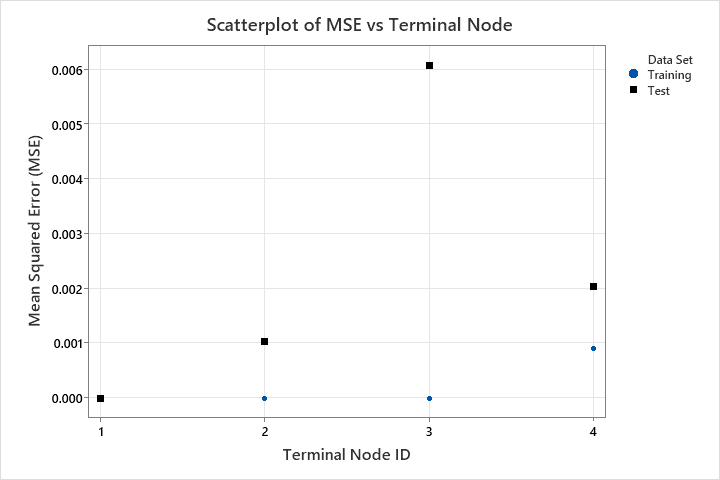 Scatterplot of MSE vs Terminal Node
Data Set
Training
Test
Mean Squared Error (MSE)
0.006
0.005
0.004
0.003
0.002
0.001
0.000
1 2 3 4
Terminal Node ID